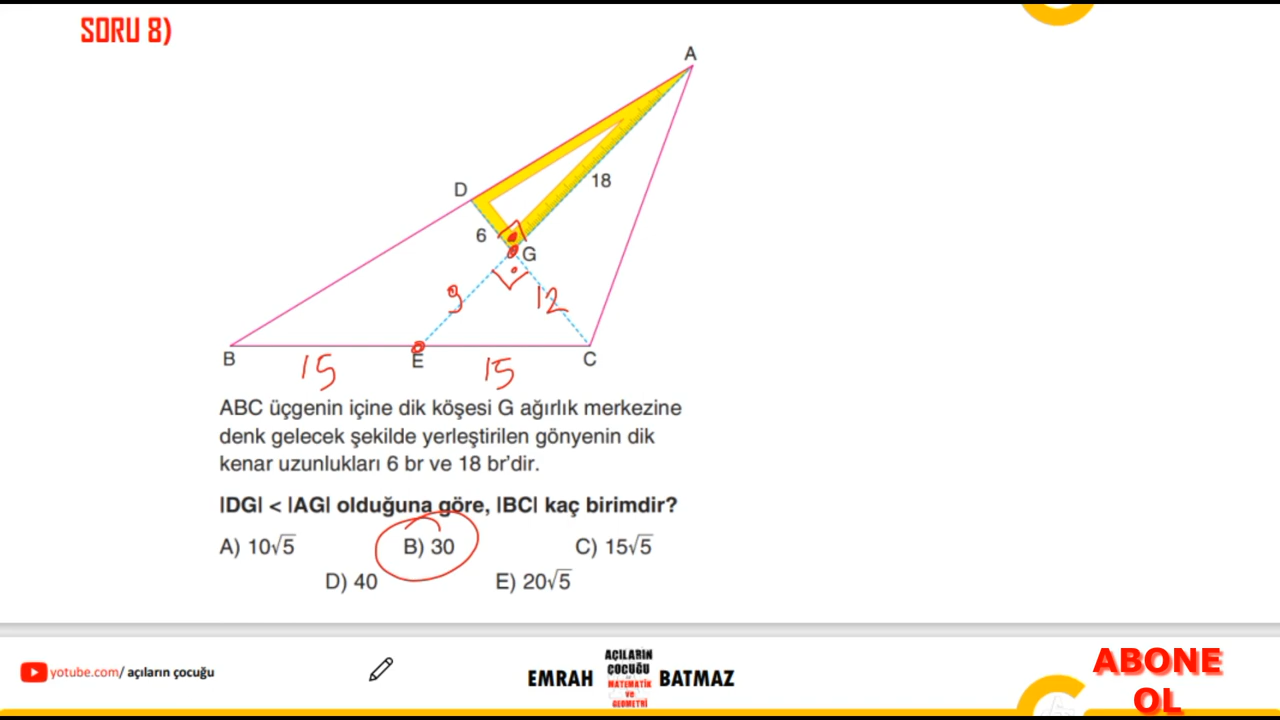 SORU 8)
A
18
D
6
G
9
12
B
E
C
15
15
ABC üçgenin içine dik köşesi G ağırlık merkezine
denk gelecek şekilde yerleştirilen gönyenin dik
kenar uzunlukları 6 br ve 18 br'dir.
|DG| < |AG| olduğuna göre, |BC| kaç birimdir?
A) 10√5 B) 30 C) 15√5
D) 40 E) 20√5
yotube.com/ açıların çocuğu
EMRAH
AÇILARIN
ÇOCUĞU
MATEMATİK
ve
GEOMETRİ
BATMAZ
ABONE
OL